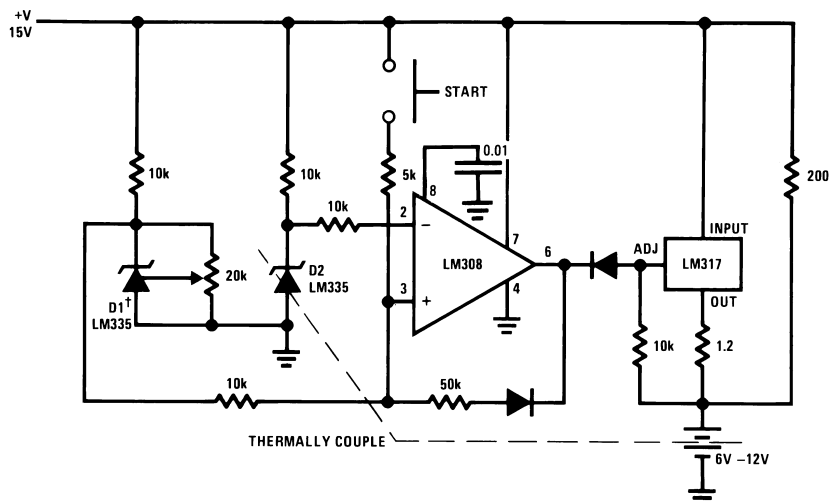 +V
15V
START
10k
10k
5k
0.01
200
8
10k
2
−
7
6
ADJ
INPUT
LM308
LM317
20k
D2
LM335
D1†
LM335
3
+
4
OUT
10k
1.2
10k
50k
THERMALLY COUPLE
6V –12V